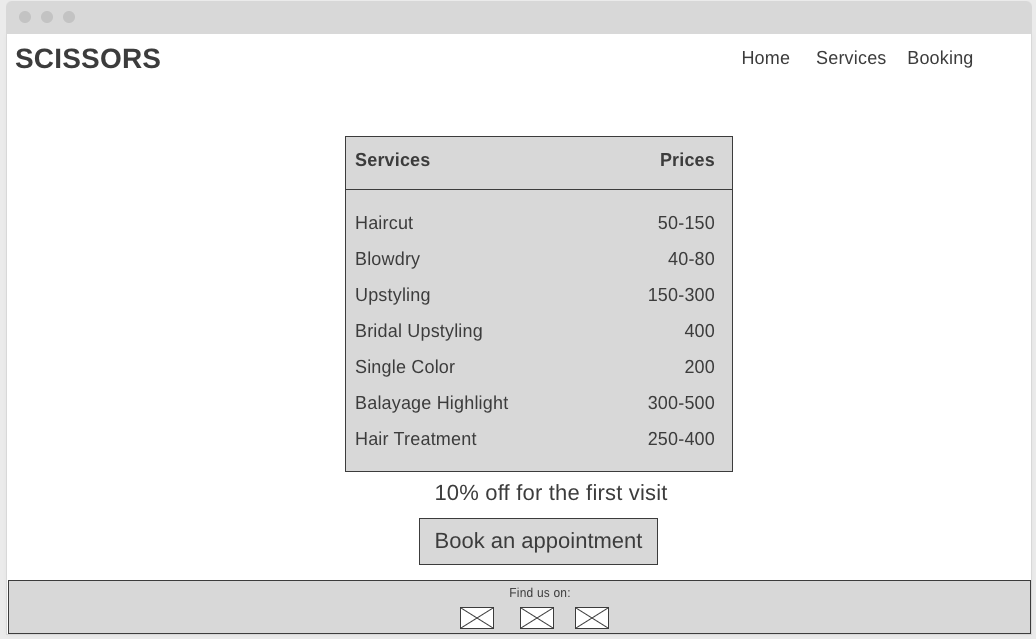 SCISSORS Home Services Booking
Services Prices
Haircut 50-150
Blowdry 40-80
Upstyling 150-300
Bridal Upstyling 400
Single Color 200
Balayage Highlight 300-500
Hair Treatment 250-400
10% off for the first visit
Book an appointment
Find us on: